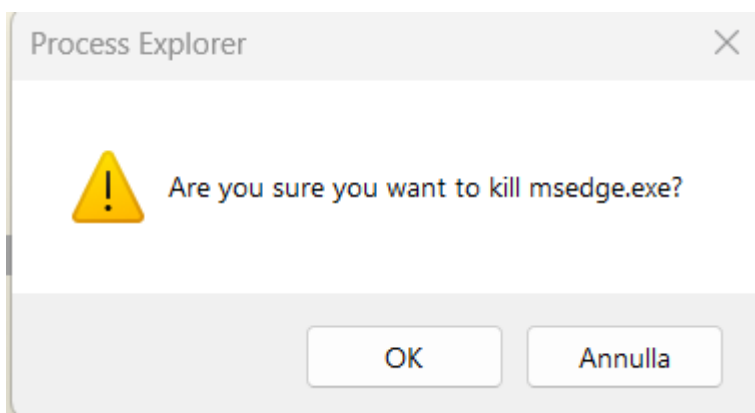 Process Explorer
Are you sure you want to kill msedge.exe?
OK
Annulla